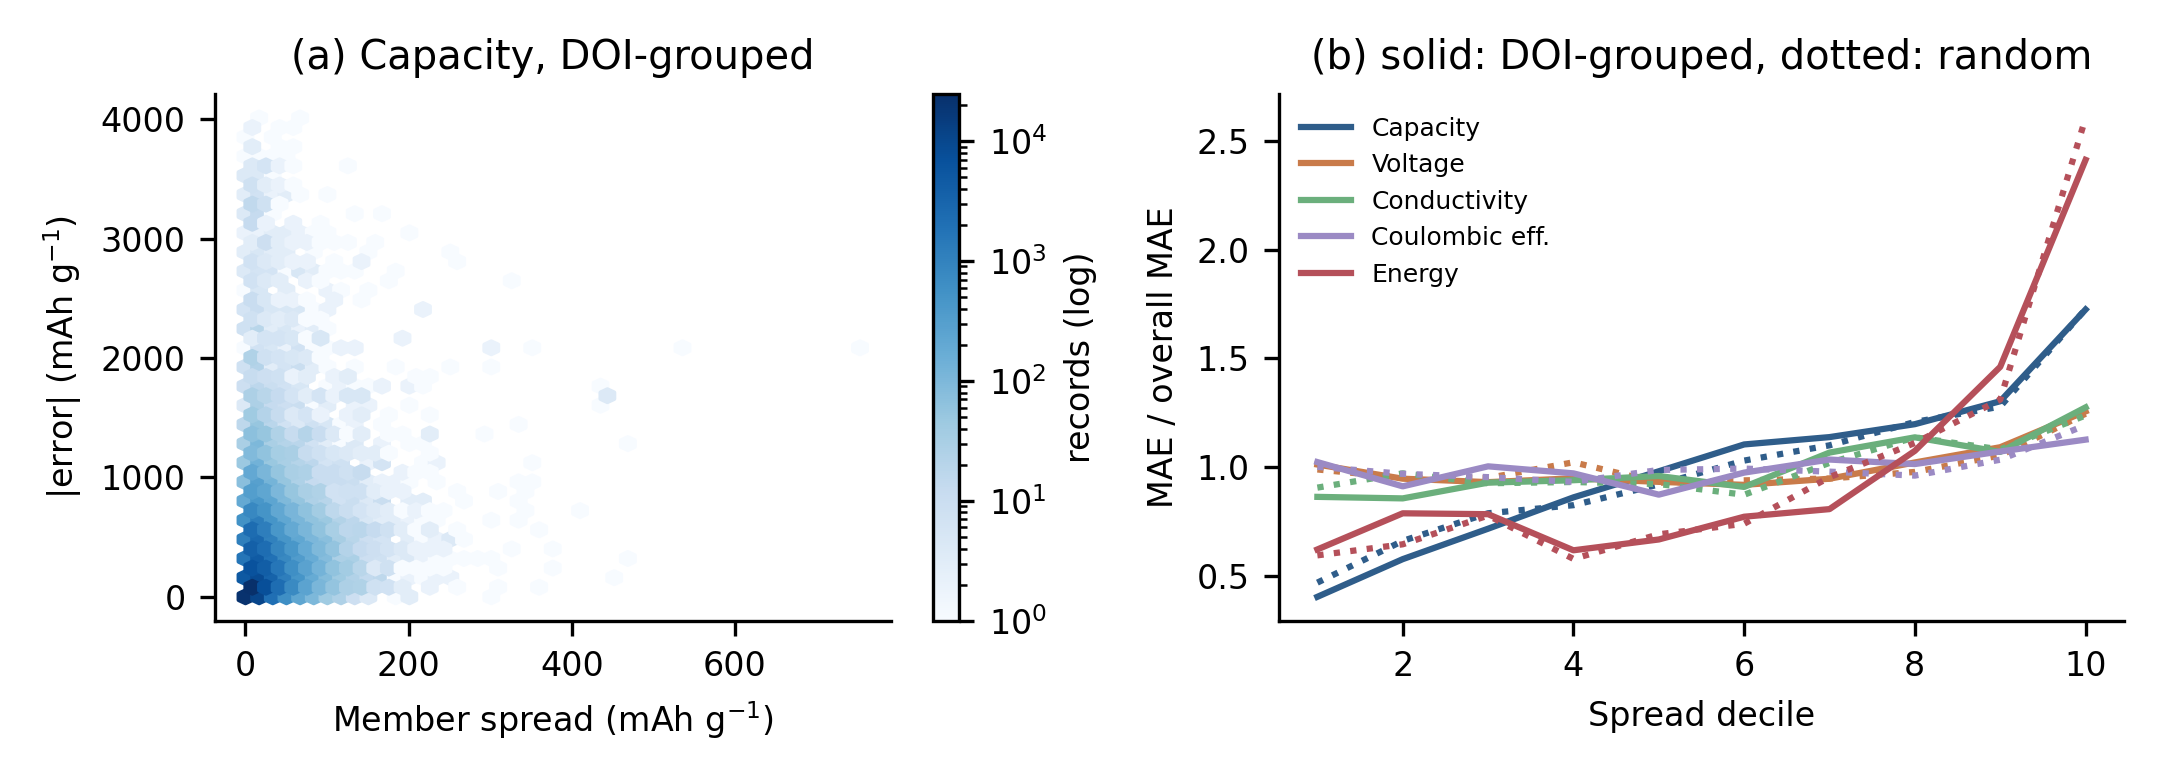 (a) Capacity, DOI-grouped
4000
3000
2000
1000
0
|error| (mAh g⁻¹)
0 200 400 600
Member spread (mAh g⁻¹)
10⁴
10³
10²
10¹
10⁰
records (log)
(b) solid: DOI-grouped, dotted: random
2.5
2.0
1.5
1.0
0.5
MAE / overall MAE
Capacity
Voltage
Conductivity
Coulombic eff.
Energy
2 4 6 8 10
Spread decile